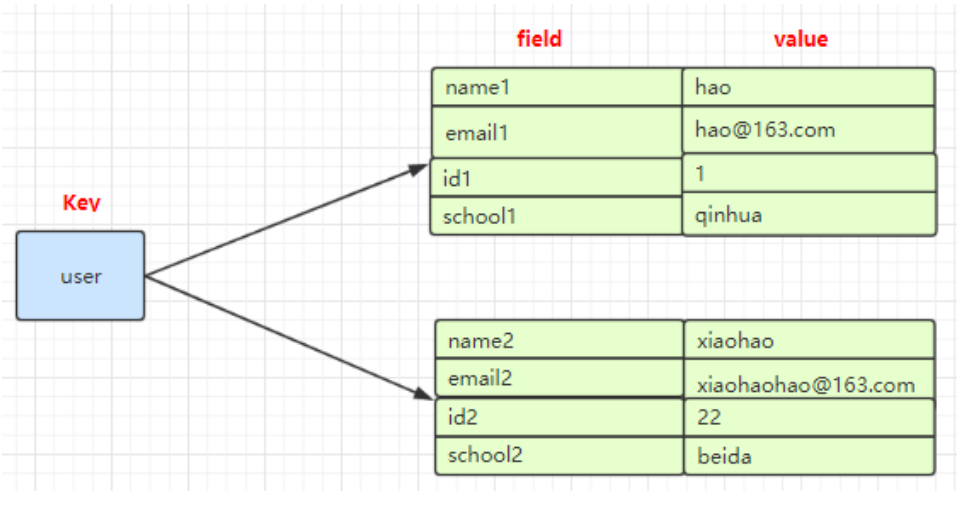 field value
name1 hao
email1 hao@163.com
id1 1
school1 qinhua
Key
user
name2 xiaohao
email2 xiaohaohao@163.com
id2 22
school2 beida